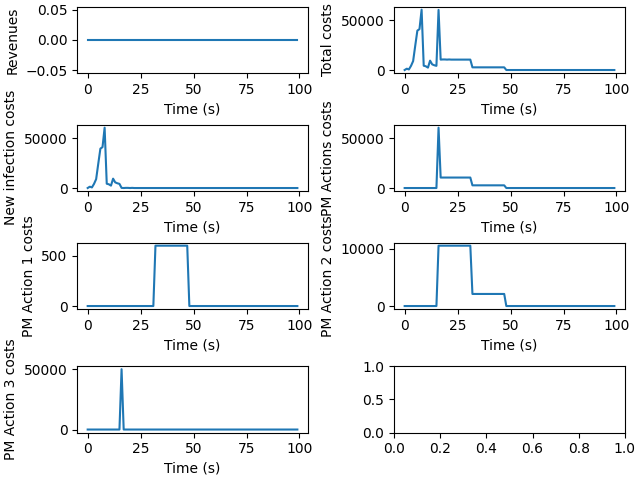 Revenues
0.05
0.00
−0.05
0 25 50 75 100
Time (s)
Total costs
50000
0
0 25 50 75 100
Time (s)
New infection costs
50000
0
0 25 50 75 100
Time (s)
PM Actions costs
50000
0
0 25 50 75 100
Time (s)
PM Action 1 costs
500
0
0 25 50 75 100
Time (s)
PM Action 2 costs
10000
0
0 25 50 75 100
Time (s)
PM Action 3 costs
50000
0
0 25 50 75 100
Time (s)
1.0
0.5
0.0
0.0 0.2 0.4 0.6 0.8 1.0